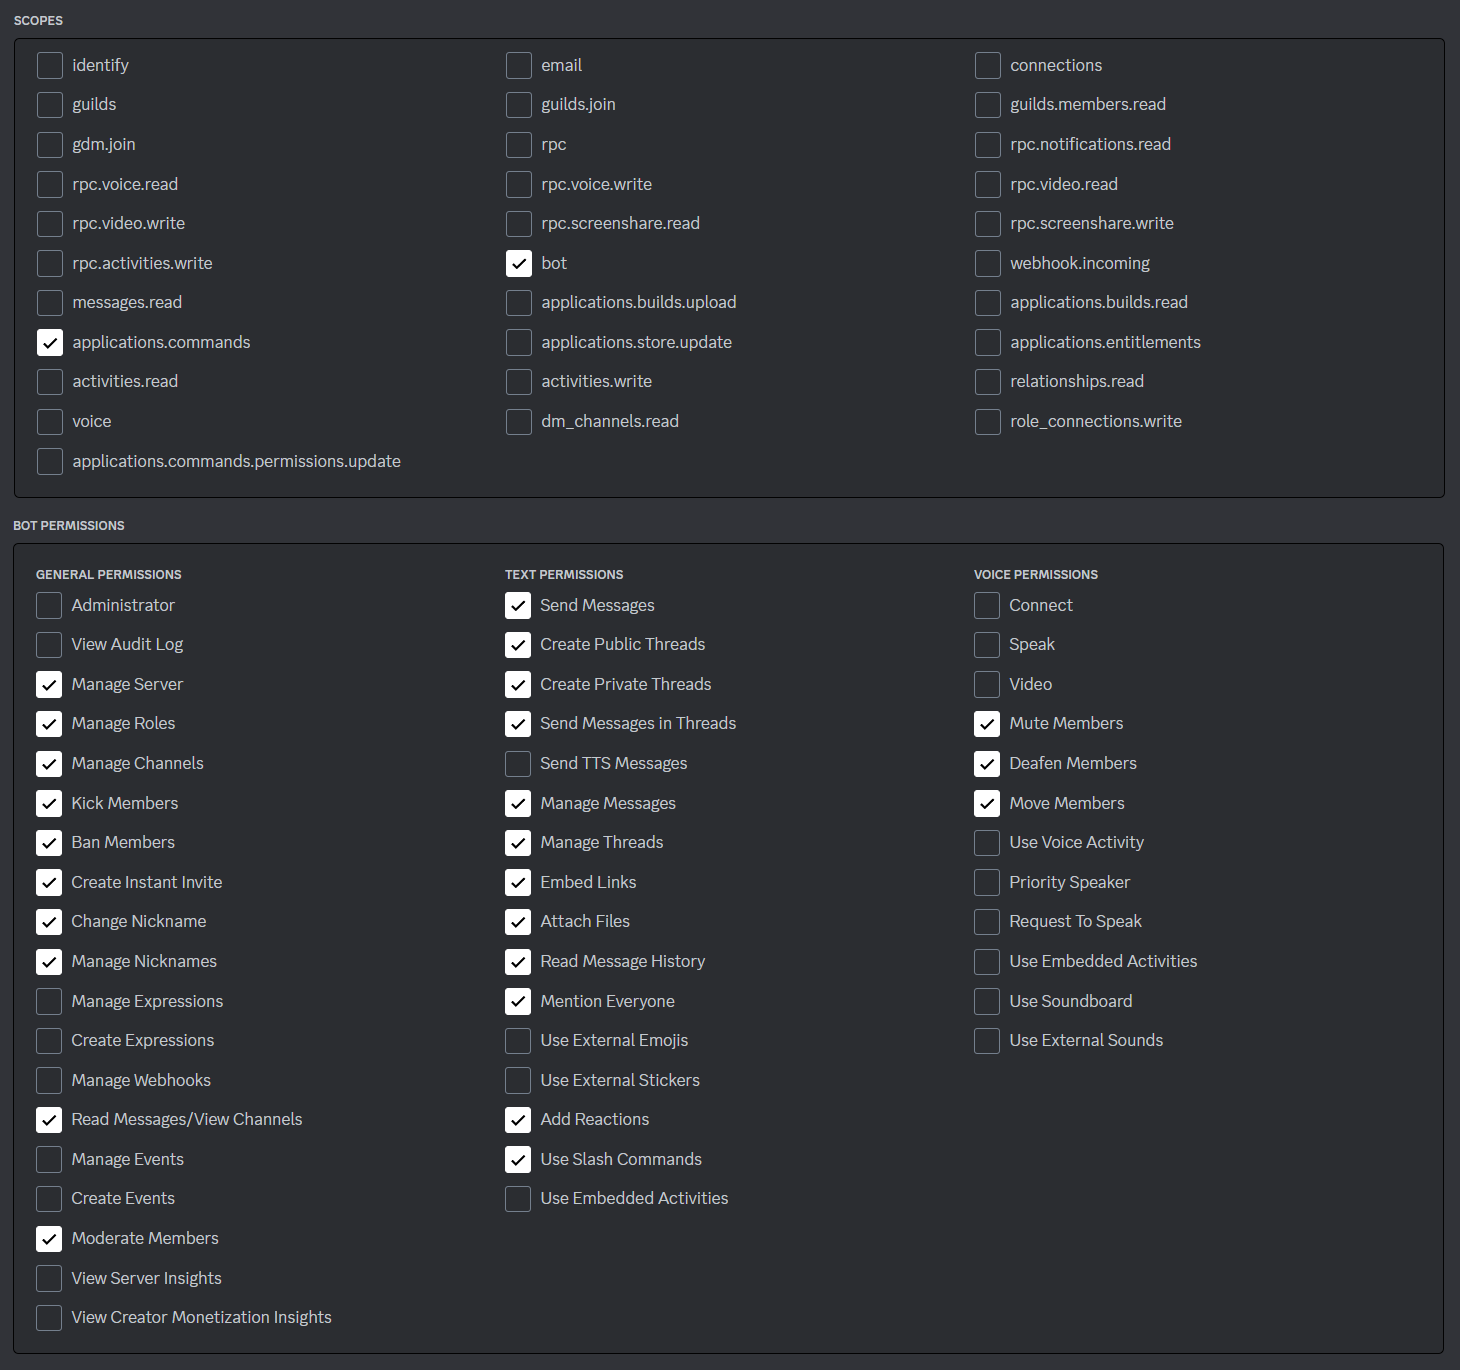 SCOPES
identify
email
connections
guilds
guilds.join
guilds.members.read
gdm.join
rpc
rpc.notifications.read
rpc.voice.read
rpc.voice.write
rpc.video.read
rpc.video.write
rpc.screenshare.read
rpc.screenshare.write
rpc.activities.write
bot
webhook.incoming
messages.read
applications.builds.upload
applications.builds.read
applications.commands
applications.store.update
applications.entitlements
activities.read
activities.write
relationships.read
voice
dm_channels.read
role_connections.write
applications.commands.permissions.update
BOT PERMISSIONS
GENERAL PERMISSIONS
Administrator
View Audit Log
Manage Server
Manage Roles
Manage Channels
Kick Members
Ban Members
Create Instant Invite
Change Nickname
Manage Nicknames
Manage Expressions
Create Expressions
Manage Webhooks
Read Messages/View Channels
Manage Events
Create Events
Moderate Members
View Server Insights
View Creator Monetization Insights
TEXT PERMISSIONS
Send Messages
Create Public Threads
Create Private Threads
Send Messages in Threads
Send TTS Messages
Manage Messages
Manage Threads
Embed Links
Attach Files
Read Message History
Mention Everyone
Use External Emojis
Use External Stickers
Add Reactions
Use Slash Commands
Use Embedded Activities
VOICE PERMISSIONS
Connect
Speak
Video
Mute Members
Deafen Members
Move Members
Use Voice Activity
Priority Speaker
Request To Speak
Use Embedded Activities
Use Soundboard
Use External Sounds